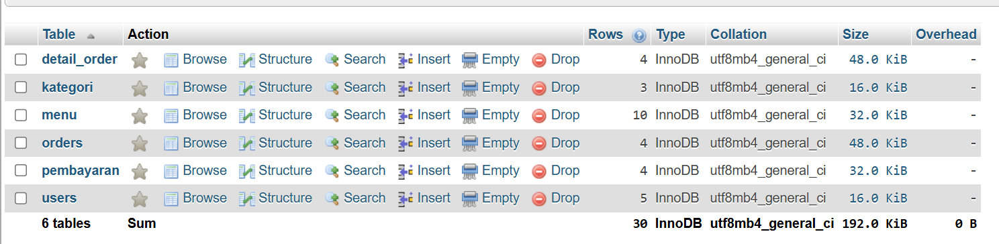 Table Action Rows Type Collation Size Overhead
detail_order Browse Structure Search Insert Empty Drop 4 InnoDB utf8mb4_general_ci 48.0 KiB -
kategori Browse Structure Search Insert Empty Drop 3 InnoDB utf8mb4_general_ci 16.0 KiB -
menu Browse Structure Search Insert Empty Drop 10 InnoDB utf8mb4_general_ci 32.0 KiB -
orders Browse Structure Search Insert Empty Drop 4 InnoDB utf8mb4_general_ci 48.0 KiB -
pembayaran Browse Structure Search Insert Empty Drop 4 InnoDB utf8mb4_general_ci 32.0 KiB -
users Browse Structure Search Insert Empty Drop 5 InnoDB utf8mb4_general_ci 16.0 KiB -
6 tables Sum 30 InnoDB utf8mb4_general_ci 192.0 KiB 0 B